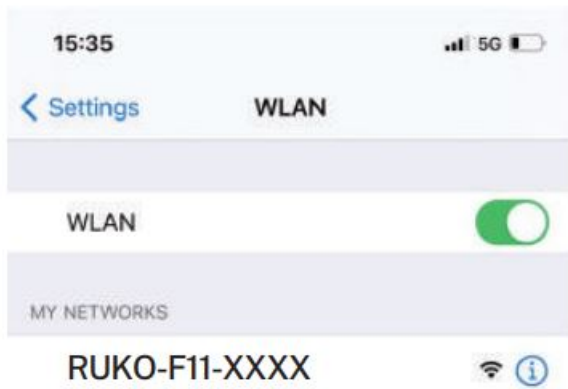 15:35 5G
Settings WLAN
WLAN
MY NETWORKS
RUKO-F11-XXXX